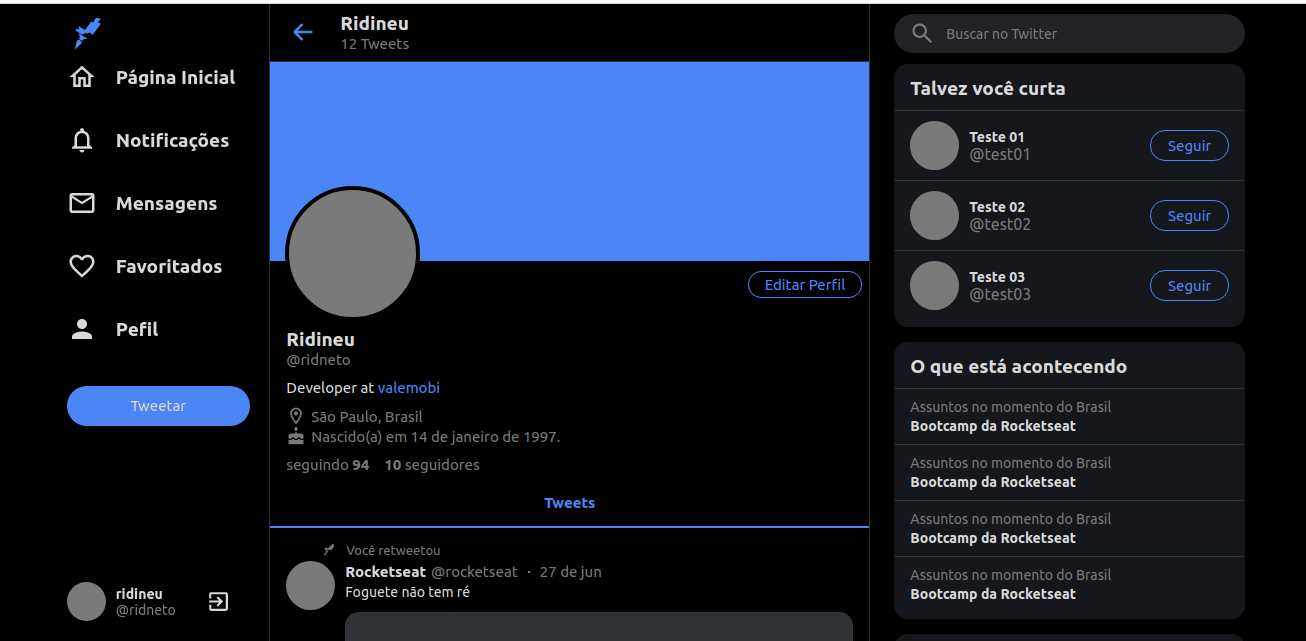 Página Inicial
Notificações
Mensagens
Favoritados
Pefil
Tweetar
ridineu
@ridneto
Ridineu
12 Tweets
Editar Perfil
Ridineu
@ridneto
Developer at valemobi
São Paulo, Brasil
Nascido(a) em 14 de janeiro de 1997.
seguindo 94 10 seguidores
Tweets
Você retweetou
Rocketseat @rocketseat · 27 de jun
Foguete não tem ré
Buscar no Twitter
Talvez você curta
Teste 01
@test01
Seguir
Teste 02
@test02
Seguir
Teste 03
@test03
Seguir
O que está acontecendo
Assuntos no momento do Brasil
Bootcamp da Rocketseat
Assuntos no momento do Brasil
Bootcamp da Rocketseat
Assuntos no momento do Brasil
Bootcamp da Rocketseat
Assuntos no momento do Brasil
Bootcamp da Rocketseat